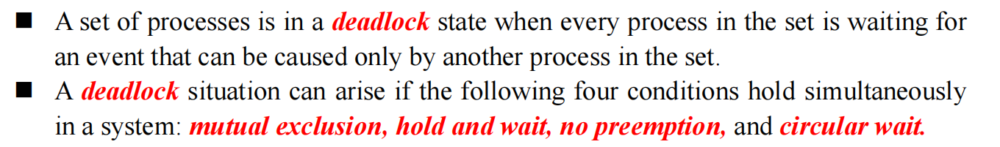 ■ A set of processes is in a deadlock state when every process in the set is waiting for
an event that can be caused only by another process in the set.
■ A deadlock situation can arise if the following four conditions hold simultaneously
in a system: mutual exclusion, hold and wait, no preemption, and circular wait.